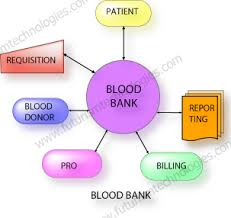 PATIENT
REQUISITION
BLOOD
BANK
BLOOD
DONOR
REPOR
TING
PRO
BILLING
BLOOD BANK